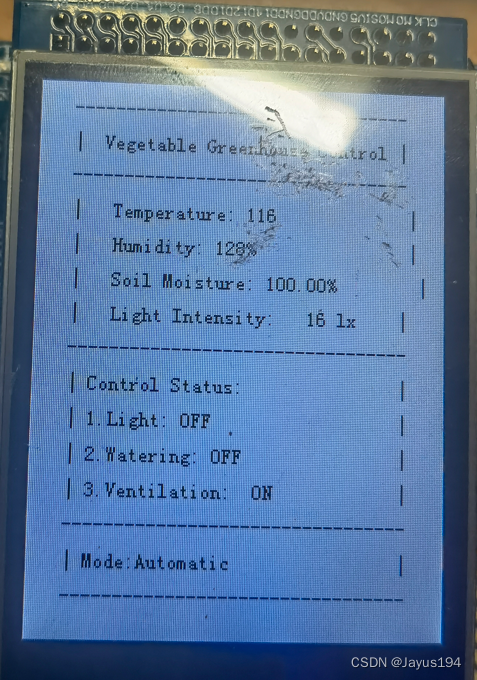 Vegetable Greenhouse Control
Temperature: 116
Humidity: 128%
Soil Moisture: 100.00%
Light Intensity: 16 lx
Control Status:
1.Light: OFF
2.Watering: OFF
3.Ventilation: ON
Mode:Automatic
CSDN @Jayus194